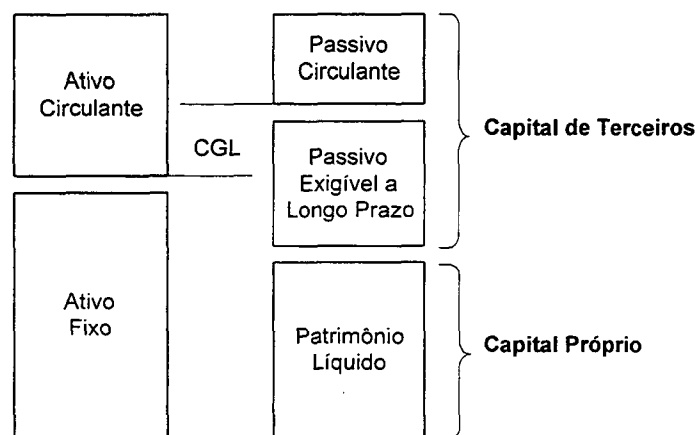 Ativo
Circulante
CGL
Ativo
Fixo
Passivo
Circulante
Passivo
Exigível a
Longo Prazo
Patrimônio
Líquido
Capital de Terceiros
Capital Próprio